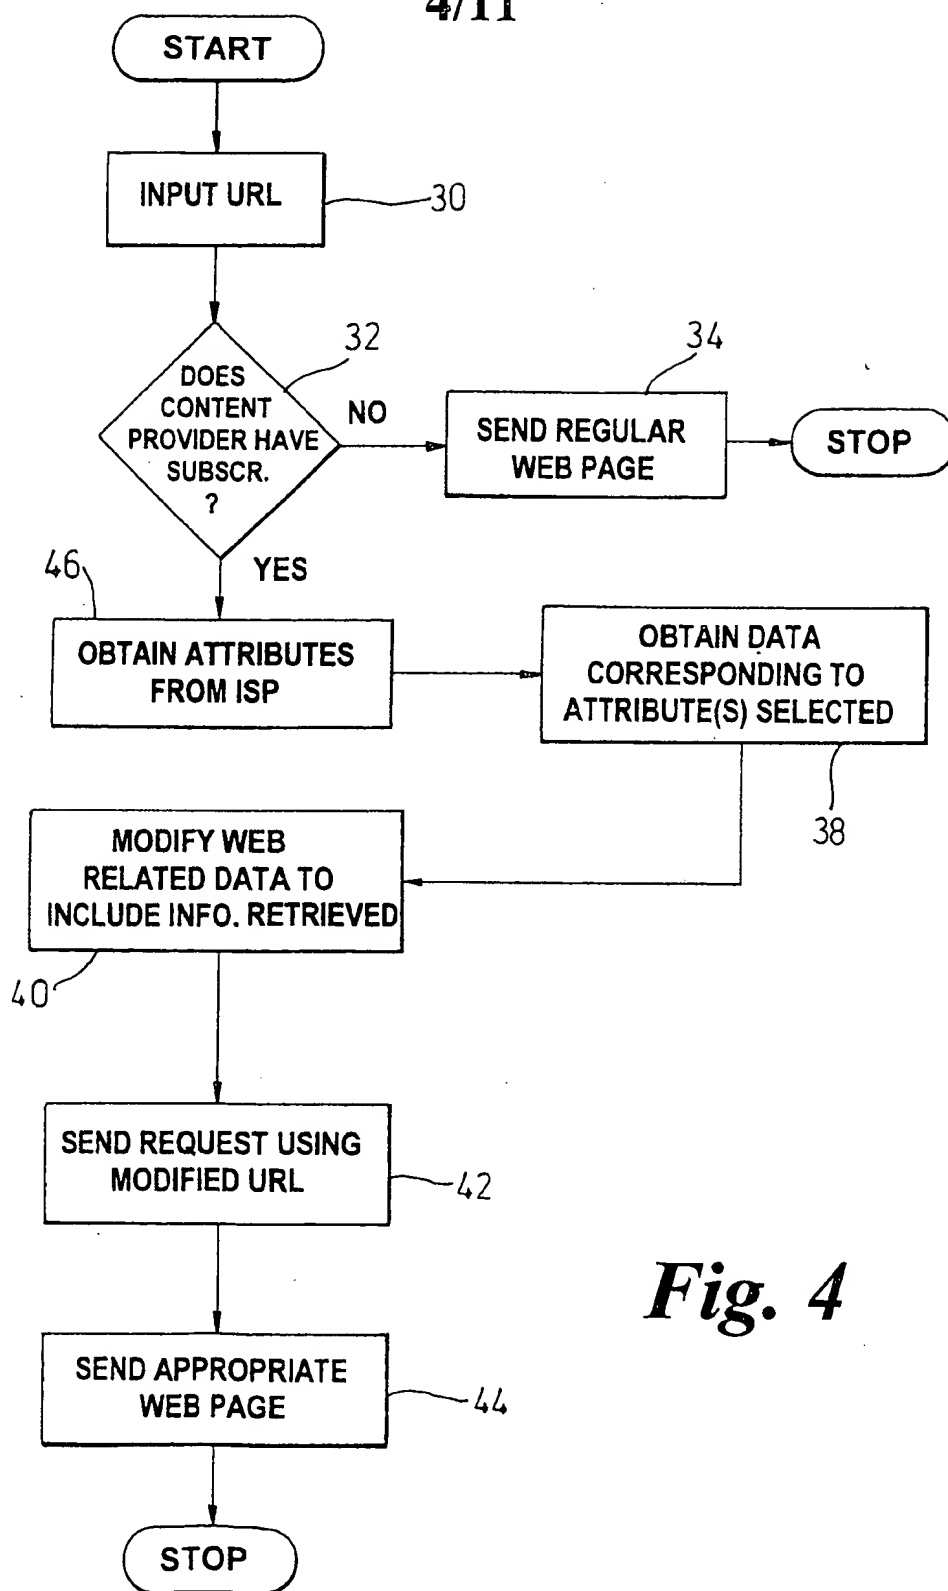 4/11
START
INPUT URL
30
32
DOES
CONTENT
PROVIDER HAVE
SUBSCR.
?
NO
34
SEND REGULAR
WEB PAGE
STOP
YES
46
OBTAIN ATTRIBUTES
FROM ISP
OBTAIN DATA
CORRESPONDING TO
ATTRIBUTE(S) SELECTED
38
MODIFY WEB
RELATED DATA TO
INCLUDE INFO. RETRIEVED
40
SEND REQUEST USING
MODIFIED URL
42
SEND APPROPRIATE
WEB PAGE
44
STOP
Fig. 4